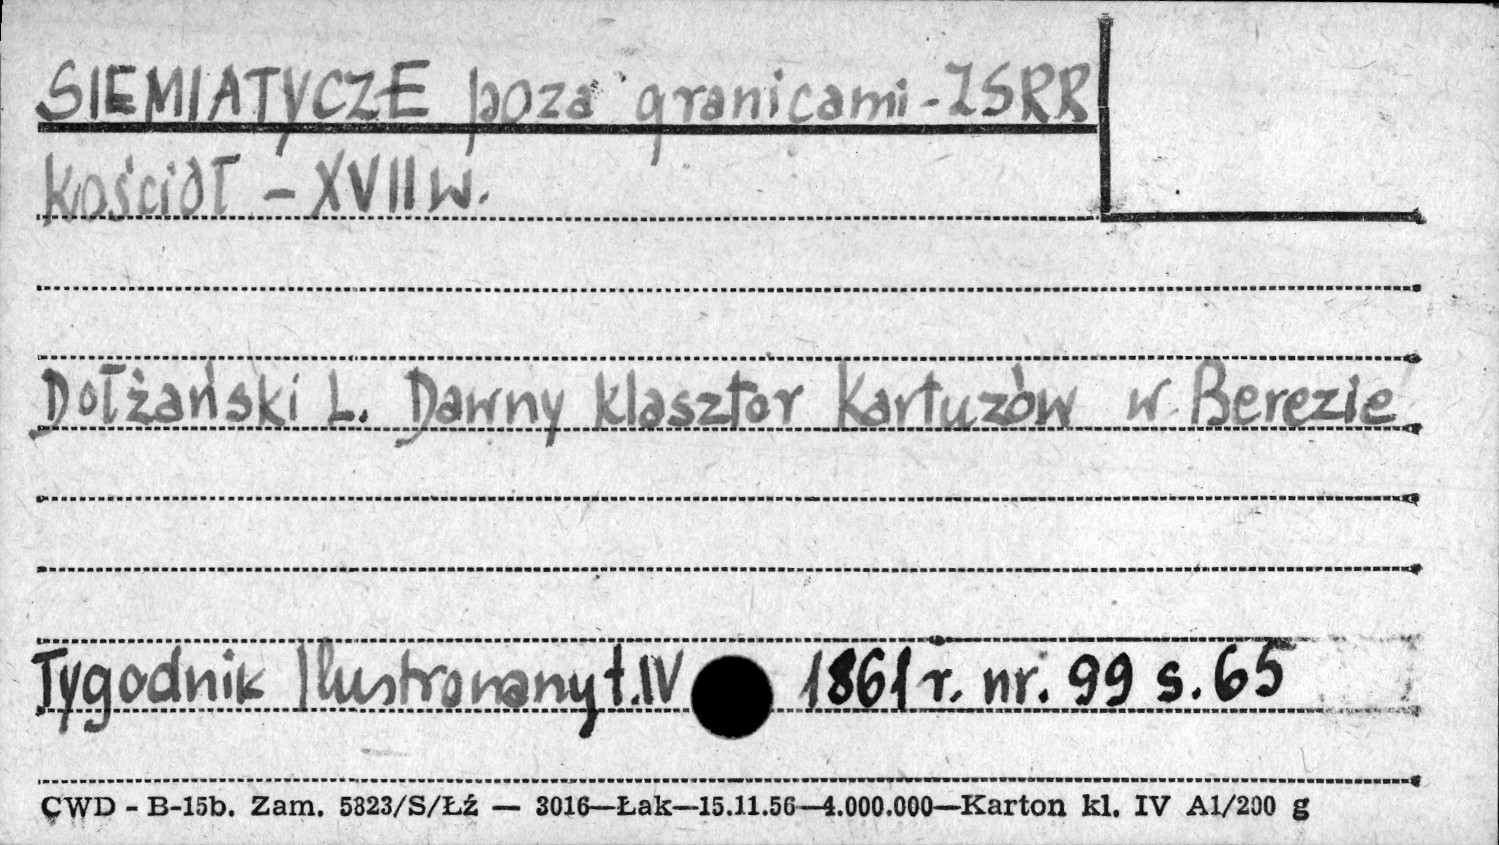 SIEMIATYCZE poza granicami - ZSRR
Kościół - XVII w.
Dołżański L. Dawny klasztor Kartuzów w Berezie
Tygodnik Ilustrowany t. IV 1861 r. nr. 99 s. 65
CWD - B-15b. Zam. 5823/S/Łź — 3016—Łak—15.11.56—4.000.000—Karton kl. IV A1/200 g